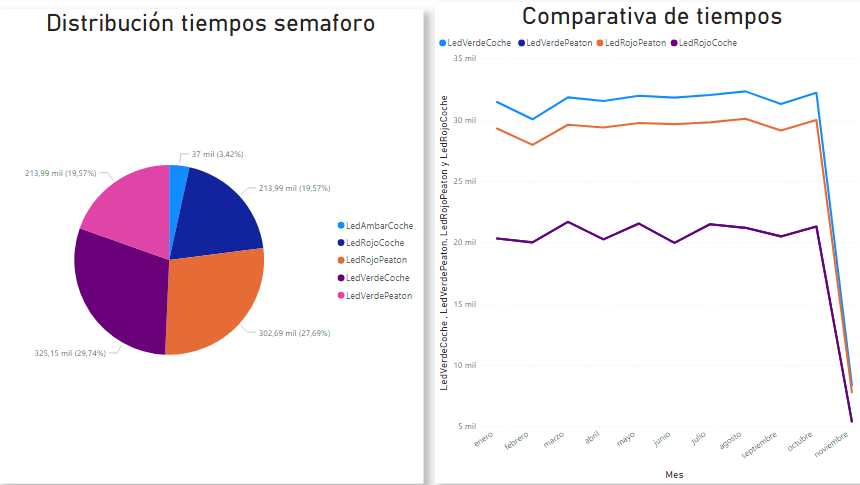 Distribución tiempos semaforo
37 mil (3,42%)
213,99 mil (19,57%)
213,99 mil (19,57%)
302,69 mil (27,69%)
325,15 mil (29,74%)
LedAmbarCoche
LedRojoCoche
LedRojoPeaton
LedVerdeCoche
LedVerdePeaton
Comparativa de tiempos
LedVerdeCoche LedVerdePeaton LedRojoPeaton LedRojoCoche
LedVerdeCoche , LedVerdePeaton, LedRojoPeaton y LedRojoCoche
35 mil
30 mil
25 mil
20 mil
15 mil
10 mil
5 mil
enero
febrero
marzo
abril
mayo
junio
julio
agosto
septiembre
octubre
noviembre
Mes